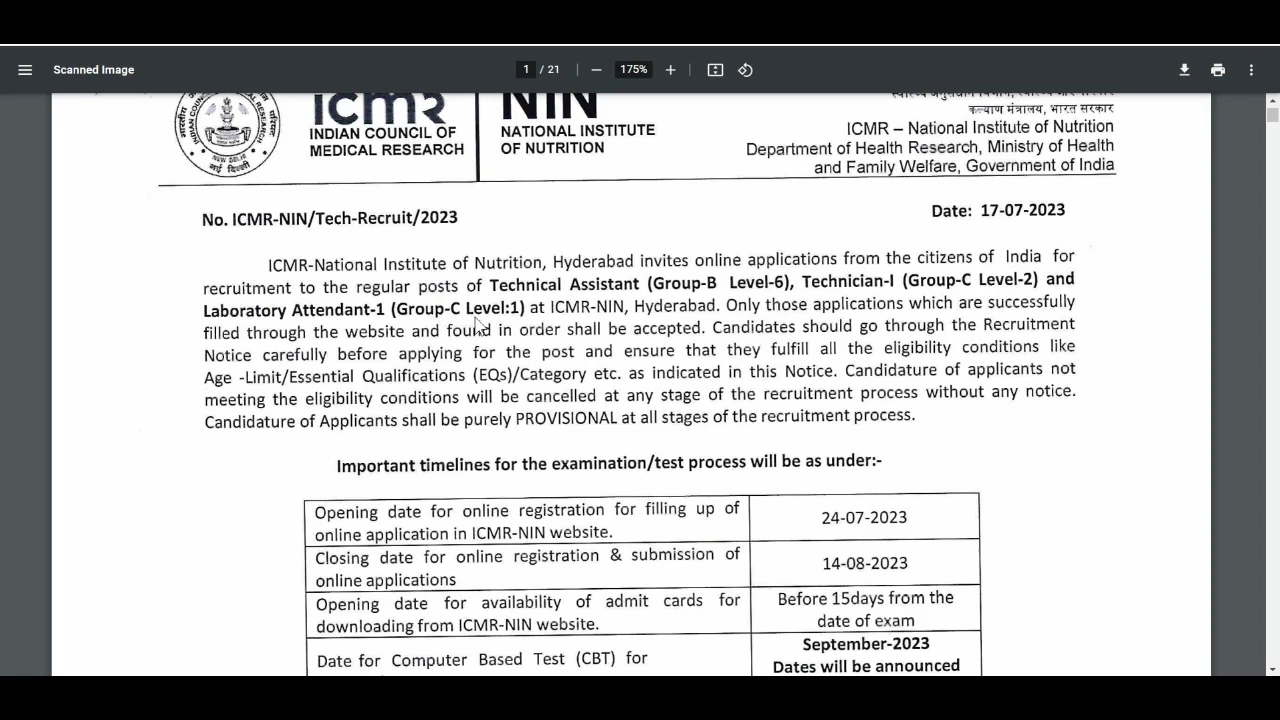 Scanned Image
1 / 21
175%
icmr
INDIAN COUNCIL OF
MEDICAL RESEARCH
NEW DELHI
नई दिल्ली
NIN
NATIONAL INSTITUTE
OF NUTRITION
कल्याण मंत्रालय, भारत सरकार
ICMR – National Institute of Nutrition
Department of Health Research, Ministry of Health
and Family Welfare, Government of India
No. ICMR-NIN/Tech-Recruit/2023
Date: 17-07-2023
ICMR-National Institute of Nutrition, Hyderabad invites online applications from the citizens of India for
recruitment to the regular posts of Technical Assistant (Group-B Level-6), Technician-I (Group-C Level-2) and
Laboratory Attendant-1 (Group-C Level:1) at ICMR-NIN, Hyderabad. Only those applications which are successfully
filled through the website and found in order shall be accepted. Candidates should go through the Recruitment
Notice carefully before applying for the post and ensure that they fulfill all the eligibility conditions like
Age -Limit/Essential Qualifications (EQs)/Category etc. as indicated in this Notice. Candidature of applicants not
meeting the eligibility conditions will be cancelled at any stage of the recruitment process without any notice.
Candidature of Applicants shall be purely PROVISIONAL at all stages of the recruitment process.
Important timelines for the examination/test process will be as under:-
Opening date for online registration for filling up of
online application in ICMR-NIN website.
24-07-2023
Closing date for online registration & submission of
online applications
14-08-2023
Opening date for availability of admit cards for
downloading from ICMR-NIN website.
Before 15days from the
date of exam
Date for Computer Based Test (CBT) for
September-2023
Dates will be announced